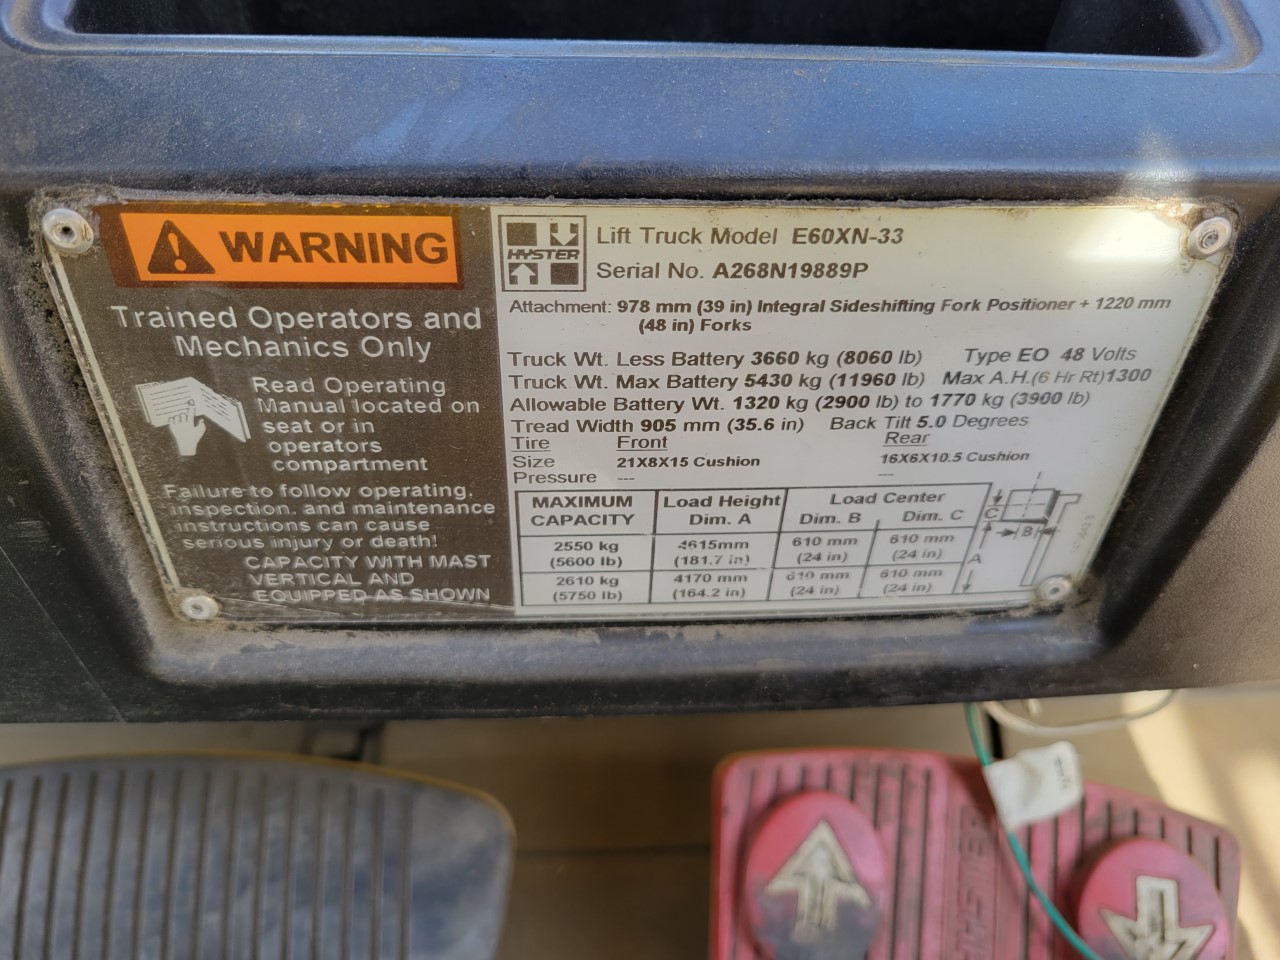 WARNING
Trained Operators and
Mechanics Only
Read Operating
Manual located on
seat or in
operators
compartment
Failure to follow operating,
inspection, and maintenance
instructions can cause
serious injury or death!
CAPACITY WITH MAST
VERTICAL AND
EQUIPPED AS SHOWN
HYSTER
Lift Truck Model E60XN-33
Serial No. A268N19889P
Attachment: 978 mm (39 in) Integral Sideshifting Fork Positioner + 1220 mm
(48 in) Forks
Truck Wt. Less Battery 3660 kg (8060 lb) Type EO 48 Volts
Truck Wt. Max Battery 5430 kg (11960 lb) Max A.H.(6 Hr Rt)1300
Allowable Battery Wt. 1320 kg (2900 lb) to 1770 kg (3900 lb)
Tread Width 905 mm (35.6 in) Back Tilt 5.0 Degrees
Tire Front Rear
Size 21X8X15 Cushion 16X6X10.5 Cushion
Pressure --- ---
MAXIMUM CAPACITY Load Height Dim. A Load Center Dim. B Dim. C
2550 kg 4615mm 610 mm 610 mm
(5600 lb) (181.7 in) (24 in) (24 in)
2610 kg 4170 mm 610 mm 610 mm
(5750 lb) (164.2 in) (24 in) (24 in)
C
B
A
HYSTER